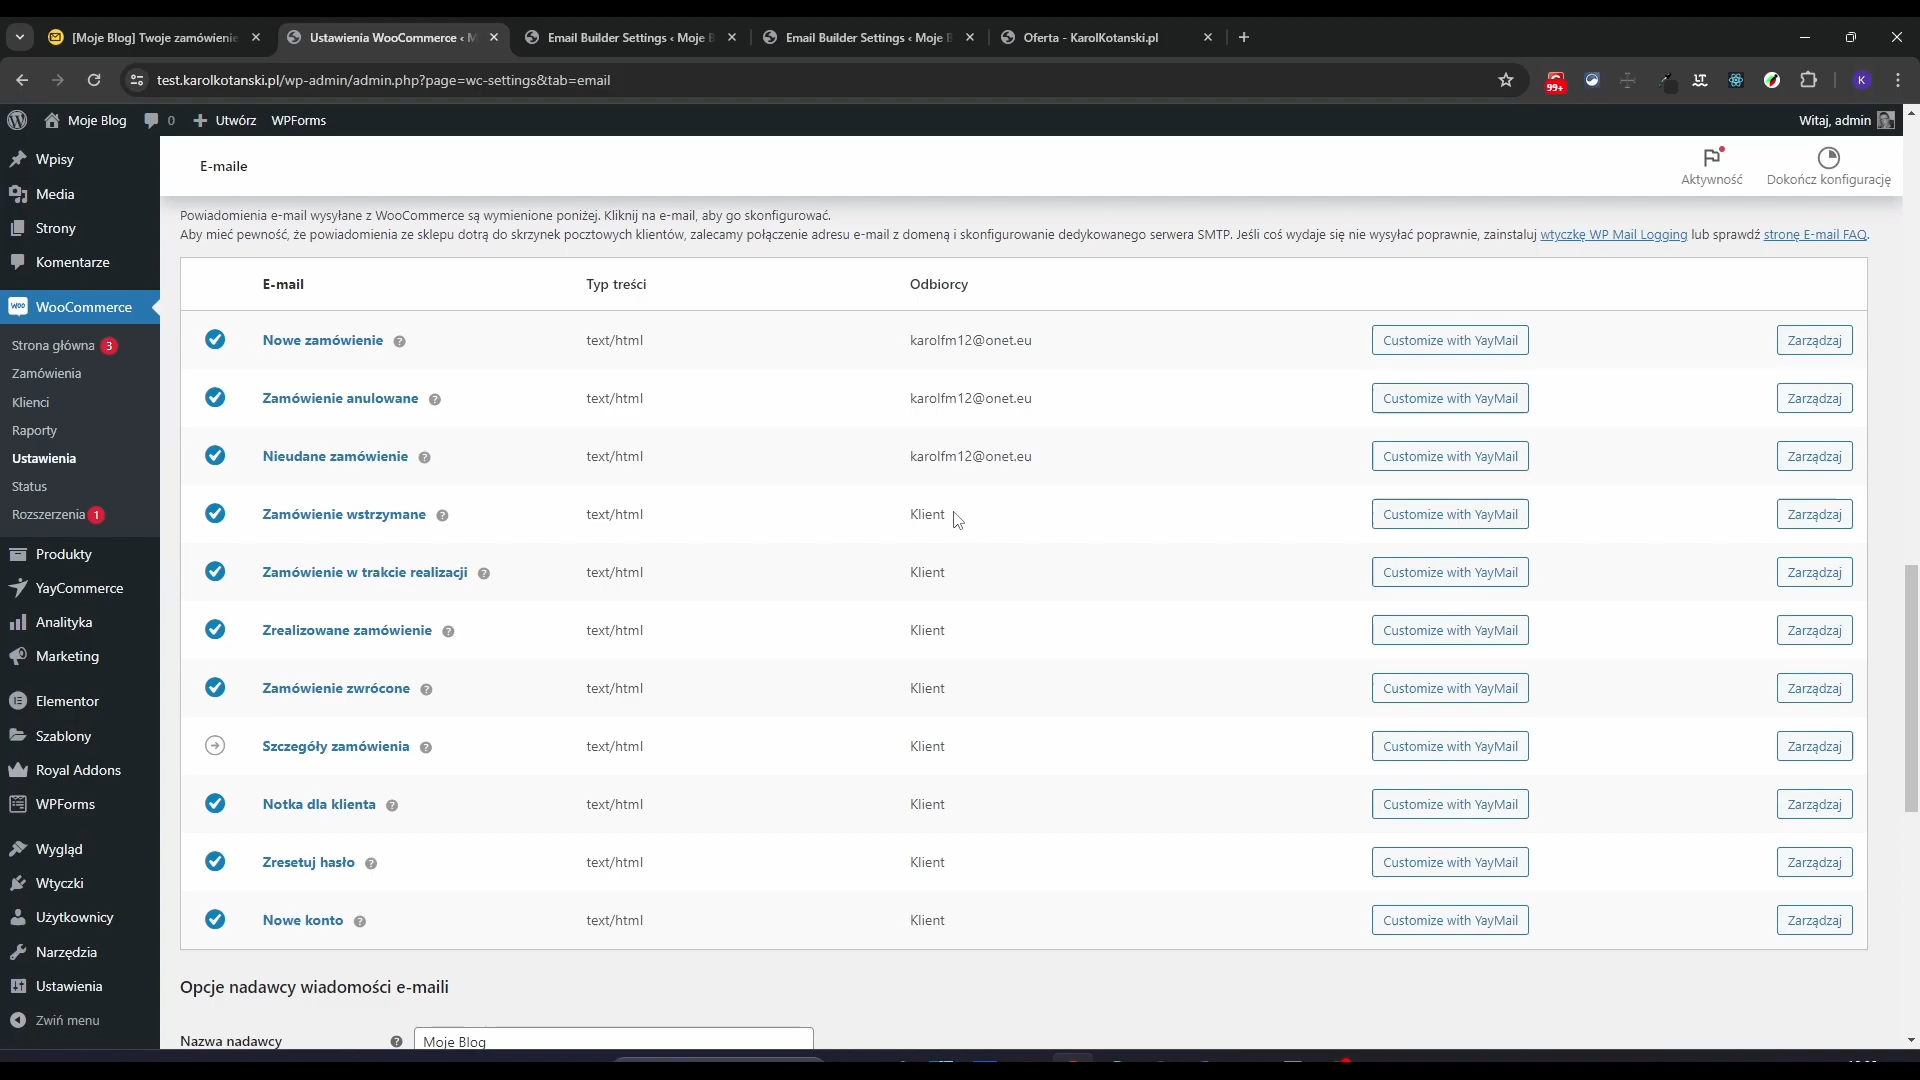 [Moje Blog] Twoje zamówienie
Ustawienia WooCommerce ‹ M
Email Builder Settings ‹ Moje B
Email Builder Settings ‹ Moje B
Oferta - KarolKotanski.pl
test.karolkotanski.pl/wp-admin/admin.php?page=wc-settings&tab=email
99+
K
Moje Blog
0
Utwórz
WPForms
Witaj, admin
Wpisy
Media
Strony
Komentarze
WooCommerce
Strona główna 3
Zamówienia
Klienci
Raporty
Ustawienia
Status
Rozszerzenia 1
Produkty
YayCommerce
Analityka
Marketing
Elementor
Szablony
Royal Addons
WPForms
Wygląd
Wtyczki
Użytkownicy
Narzędzia
Ustawienia
Zwiń menu
E-maile
Aktywność
Dokończ konfigurację
Powiadomienia e-mail wysyłane z WooCommerce są wymienione poniżej. Kliknij na e-mail, aby go skonfigurować.
Aby mieć pewność, że powiadomienia ze sklepu dotrą do skrzynek pocztowych klientów, zalecamy połączenie adresu e-mail z domeną i skonfigurowanie dedykowanego serwera SMTP. Jeśli coś wydaje się nie wysyłać poprawnie, zainstaluj wtyczkę WP Mail Logging lub sprawdź stronę E-mail FAQ.
E-mail Typ treści Odbiorcy
Nowe zamówienie text/html karolfm12@onet.eu Customize with YayMail Zarządzaj
Zamówienie anulowane text/html karolfm12@onet.eu Customize with YayMail Zarządzaj
Nieudane zamówienie text/html karolfm12@onet.eu Customize with YayMail Zarządzaj
Zamówienie wstrzymane text/html Klient Customize with YayMail Zarządzaj
Zamówienie w trakcie realizacji text/html Klient Customize with YayMail Zarządzaj
Zrealizowane zamówienie text/html Klient Customize with YayMail Zarządzaj
Zamówienie zwrócone text/html Klient Customize with YayMail Zarządzaj
Szczegóły zamówienia text/html Klient Customize with YayMail Zarządzaj
Notka dla klienta text/html Klient Customize with YayMail Zarządzaj
Zresetuj hasło text/html Klient Customize with YayMail Zarządzaj
Nowe konto text/html Klient Customize with YayMail Zarządzaj
Opcje nadawcy wiadomości e-maili
Nazwa nadawcy Moje Blog